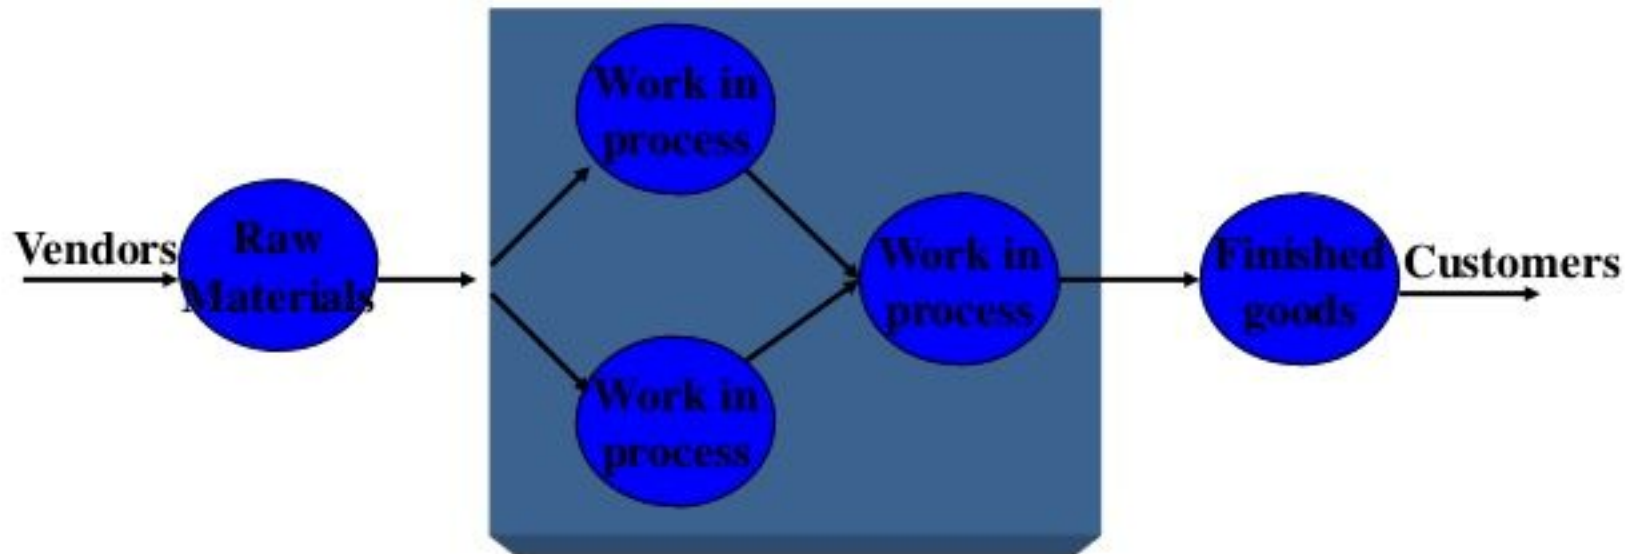 Vendors
Raw
Materials
Work in
process
Work in
process
Work in
process
Finished
goods
Customers